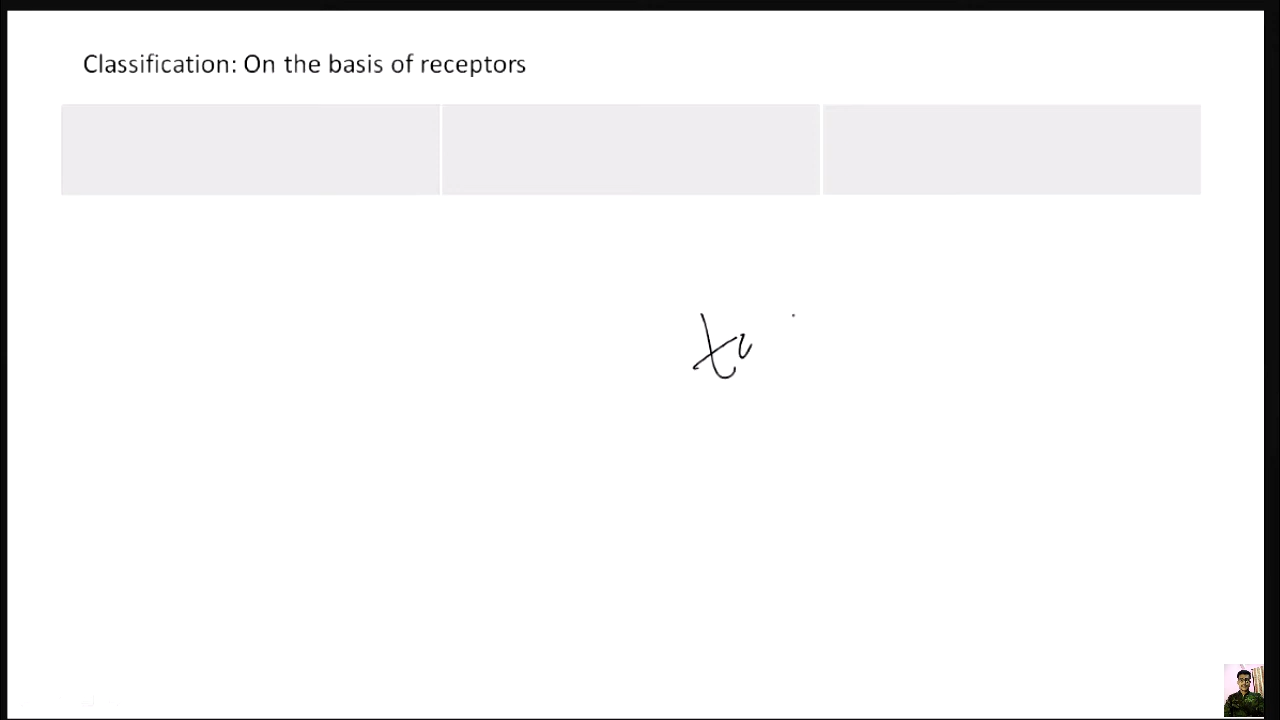 Classification: On the basis of receptors